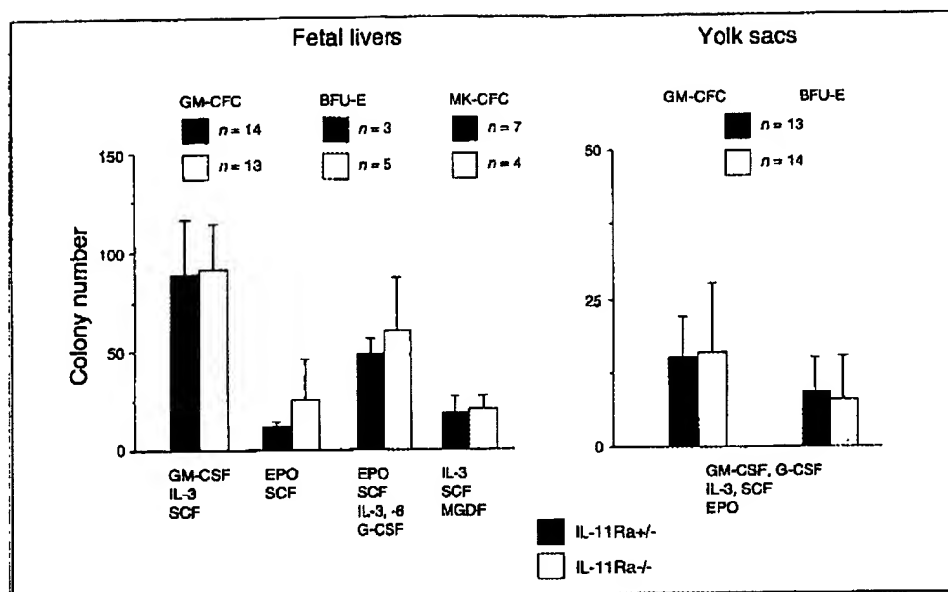 Fetal livers
Yolk sacs
GM-CFC BFU-E MK-CFC
n = 14 n = 3 n = 7
n = 13 n = 5 n = 4
GM-CFC BFU-E
n = 13
n = 14
Colony number
150
100
50
0
50
25
0
GM-CSF
IL-3
SCF
EPO
SCF
EPO
SCF
IL-3, -6
G-CSF
IL-3
SCF
MGDF
GM-CSF, G-CSF
IL-3, SCF
EPO
IL-11Ra+/-
IL-11Ra-/-